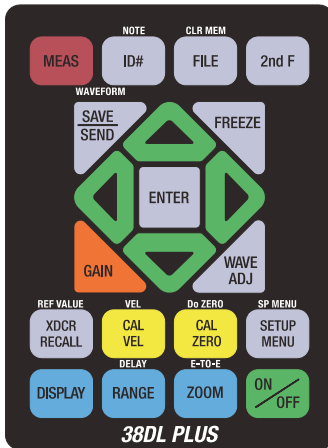 NOTE CLR MEM
MEAS ID# FILE 2nd F
WAVEFORM
SAVE
SEND
FREEZE
ENTER
GAIN
WAVE
ADJ
REF VALUE VEL Do ZERO SP MENU
XDCR
RECALL
CAL
VEL
CAL
ZERO
SETUP
MENU
DELAY E-TO-E
DISPLAY RANGE ZOOM ON
OFF
38DL PLUS